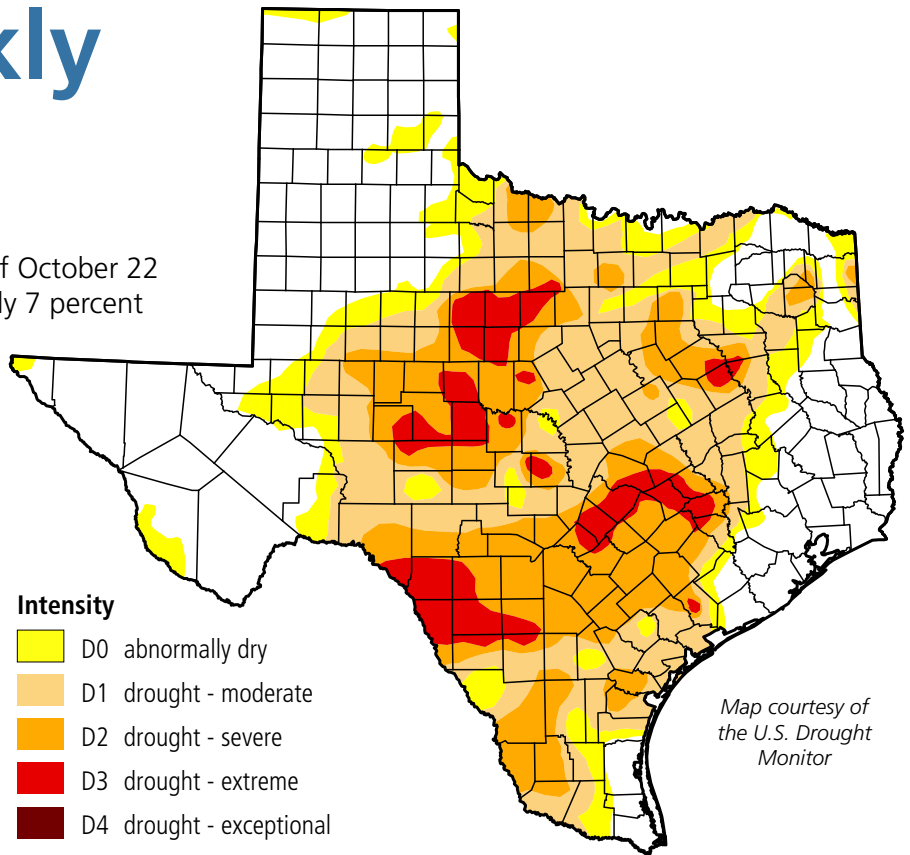 kly
f October 22
ly 7 percent
Intensity
D0 abnormally dry
D1 drought - moderate
D2 drought - severe
D3 drought - extreme
D4 drought - exceptional
Map courtesy of
the U.S. Drought
Monitor